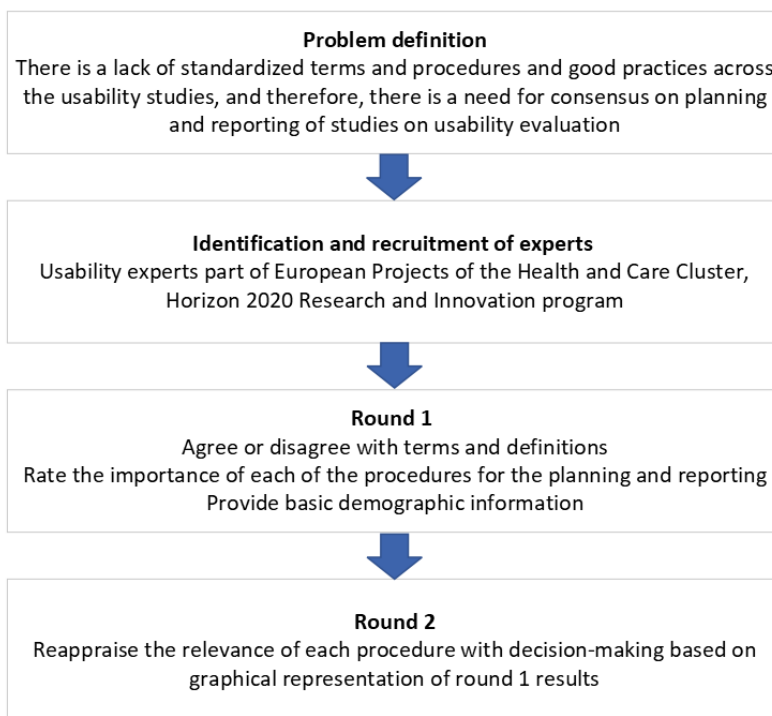 Problem definition
There is a lack of standardized terms and procedures and good practices across
the usability studies, and therefore, there is a need for consensus on planning
and reporting of studies on usability evaluation
Identification and recruitment of experts
Usability experts part of European Projects of the Health and Care Cluster,
Horizon 2020 Research and Innovation program
Round 1
Agree or disagree with terms and definitions
Rate the importance of each of the procedures for the planning and reporting
Provide basic demographic information
Round 2
Reappraise the relevance of each procedure with decision-making based on
graphical representation of round 1 results